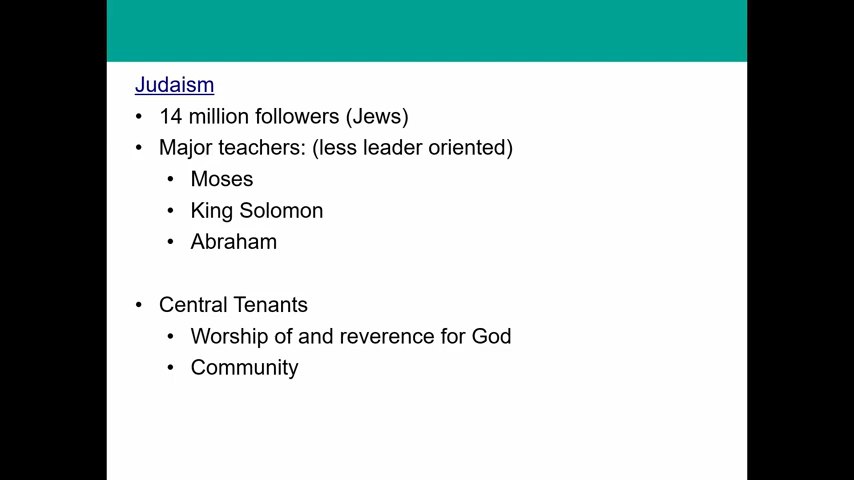 Judaism
• 14 million followers (Jews)
• Major teachers: (less leader oriented)
• Moses
• King Solomon
• Abraham
• Central Tenants
• Worship of and reverence for God
• Community